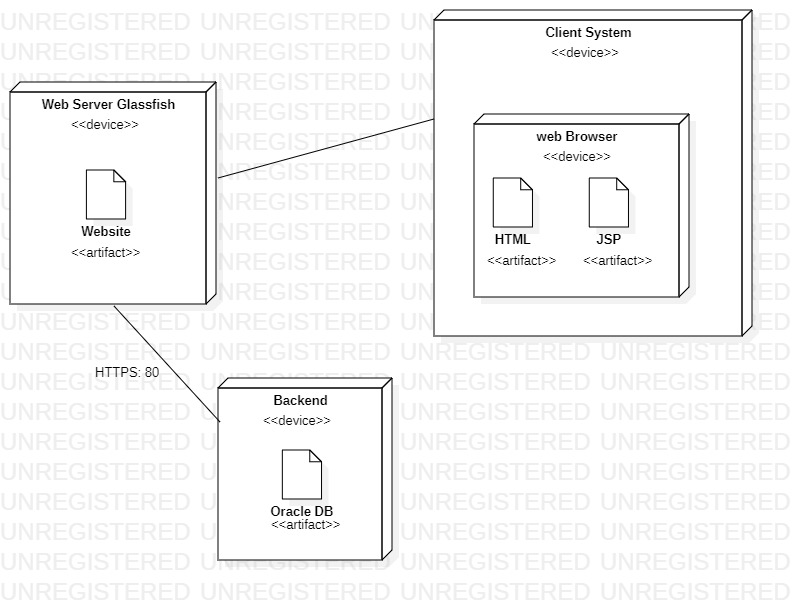 Client System
<<device>>
Web Server Glassfish
<<device>>
web Browser
<<device>>
Website
<<artifact>>
HTML
<<artifact>>
JSP
<<artifact>>
HTTPS: 80
Backend
<<device>>
Oracle DB
<<artifact>>
UNREGISTERED